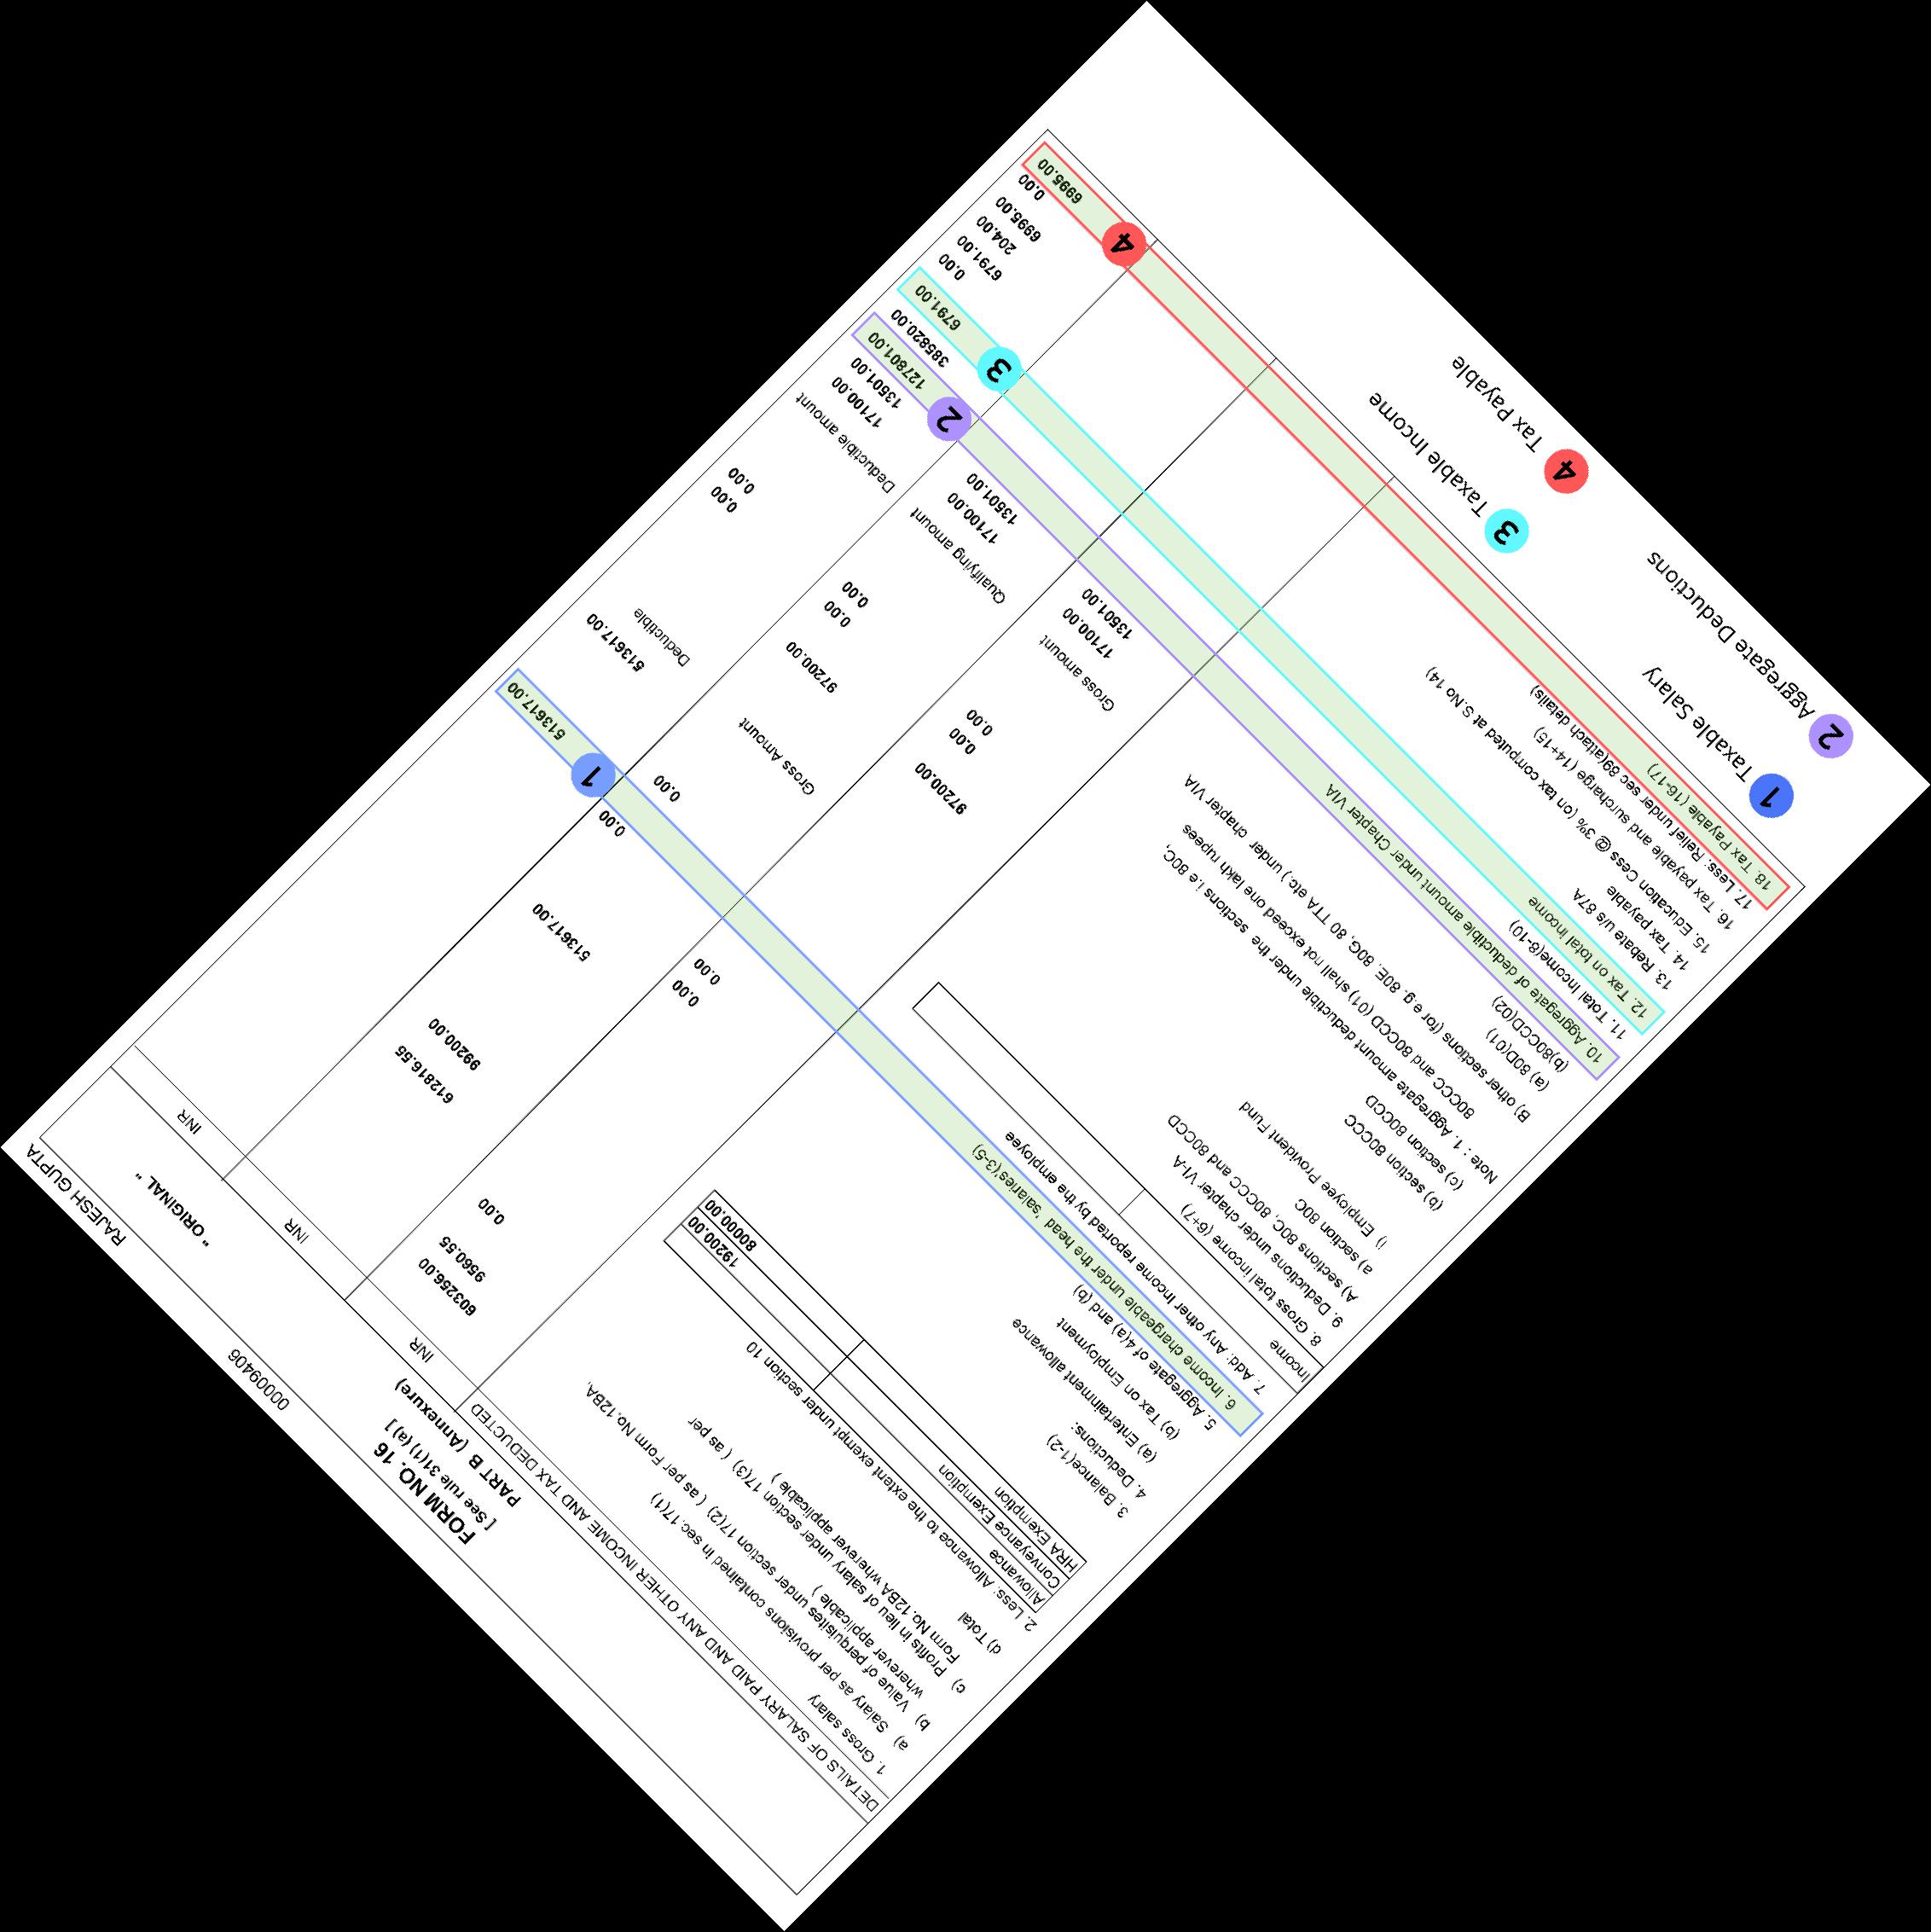 00009406 RAJESH GUPTA
FORM NO. 16
[ See rule 31(1) (a) ] " ORIGINAL "
PART B (Annexure)
DETAILS OF SALARY PAID AND ANY OTHER INCOME AND TAX DEDUCTED INR INR INR
1. Gross salary
a) Salary as per provisions contained in sec.17(1) 603256.00
b) Value of perquisites under section 17(2) ( as per Form No.12BA, 9560.55
wherever applicable )
c) Profits in lieu of salary under section 17(3) ( as per 0.00
Form No.12BA wherever applicable )
d) Total 612816.55
2. Less: Allowance to the extent exempt under section 10 99200.00
Allowance
Conveyance Exemption 19200.00
HRA Exemption 80000.00
3. Balance(1-2) 513617.00
4. Deductions:
(a) Entertainment allowance 0.00
(b) Tax on Employment 0.00
5. Aggregate of 4(a) and (b) 0.00
6. Income chargeable under the head 'salaries'(3-5) 1 513617.00
7. Add: Any other Income reported by the employee 0.00
Income
8. Gross total income (6+7) 513617.00
9. Deductions under chapter VI-A Gross Amount Deductible
A) sections 80C, 80CCC and 80CCD
a) section 80C
i) Employee Provident Fund 97200.00 97200.00
(b) section 80CCC 0.00 0.00 0.00
(c) section 80CCD 0.00 0.00 0.00
Note : 1. Aggregate amount deductible under the sections i.e 80C,
80CCC and 80CCD (01) shall not exceed one lakh rupees
B) other sections (for e.g. 80E, 80G, 80 TTA etc.) under chapter VIA Gross amount Qualifying amount Deductible amount
(a) 80D(01) 17100.00 17100.00 17100.00
(b)80CCD(02) 13501.00 13501.00 13501.00
10. Aggregate of deductible amount under Chapter VIA 2 127801.00
11. Total Income(8-10) 385820.00
12. Tax on total income 3 6791.00
13. Rebate u/s 87A 0.00
14. Tax payable 6791.00
15. Education Cess @ 3% (on tax computed at S.No 14) 204.00
16. Tax payable and surcharge (14+15) 6995.00
17. Less: Relief under sec 89(attach details) 0.00
18. Tax Payable (16-17) 4 6995.00
1 Taxable Salary 3 Taxable Income
2 Aggregate Deductions 4 Tax Payable